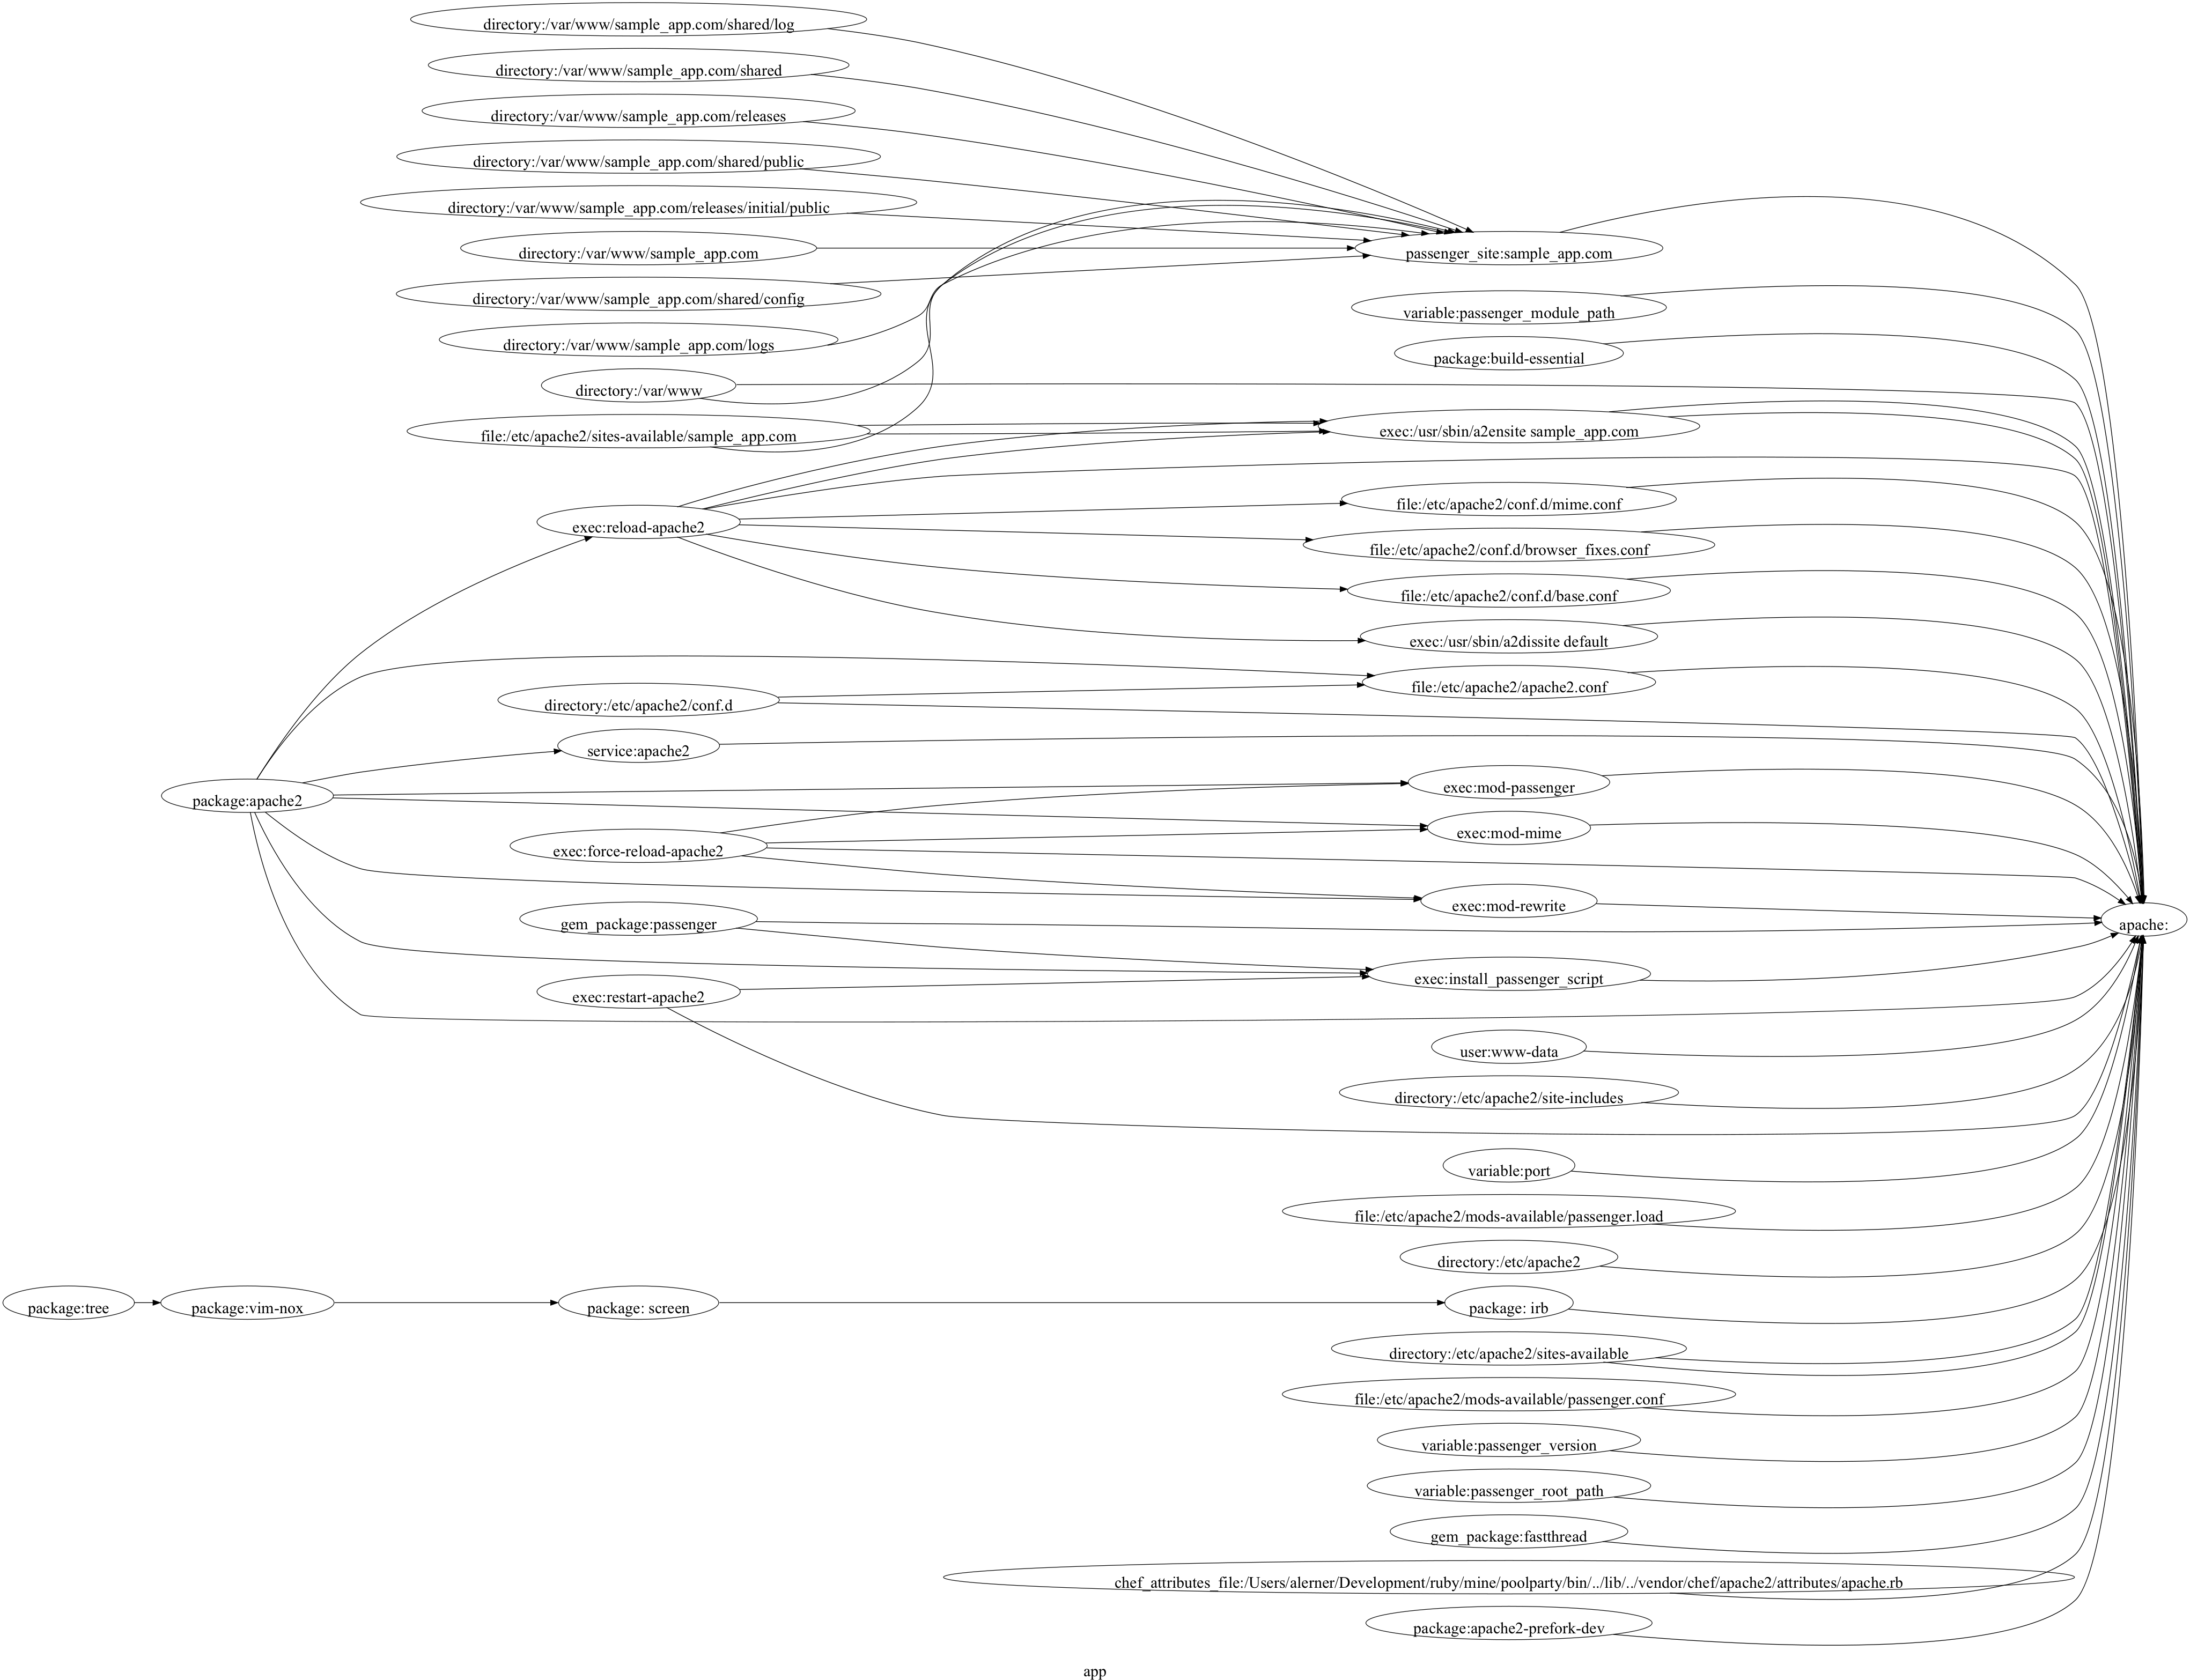 directory:/var/www/sample_app.com/shared/log
directory:/var/www/sample_app.com/shared
directory:/var/www/sample_app.com/releases
directory:/var/www/sample_app.com/shared/public
directory:/var/www/sample_app.com/releases/initial/public
directory:/var/www/sample_app.com
passenger_site:sample_app.com
directory:/var/www/sample_app.com/shared/config
variable:passenger_module_path
directory:/var/www/sample_app.com/logs
package:build-essential
directory:/var/www
file:/etc/apache2/sites-available/sample_app.com
exec:/usr/sbin/a2ensite sample_app.com
file:/etc/apache2/conf.d/mime.conf
exec:reload-apache2
file:/etc/apache2/conf.d/browser_fixes.conf
file:/etc/apache2/conf.d/base.conf
exec:/usr/sbin/a2dissite default
file:/etc/apache2/apache2.conf
directory:/etc/apache2/conf.d
service:apache2
package:apache2
exec:mod-passenger
exec:mod-mime
exec:force-reload-apache2
exec:mod-rewrite
gem_package:passenger
apache:
exec:install_passenger_script
exec:restart-apache2
user:www-data
directory:/etc/apache2/site-includes
variable:port
file:/etc/apache2/mods-available/passenger.load
directory:/etc/apache2
package:tree
package:vim-nox
package: screen
package: irb
directory:/etc/apache2/sites-available
file:/etc/apache2/mods-available/passenger.conf
variable:passenger_version
variable:passenger_root_path
gem_package:fastthread
chef_attributes_file:/Users/alerner/Development/ruby/mine/poolparty/bin/../lib/../vendor/chef/apache2/attributes/apache.rb
package:apache2-prefork-dev
app